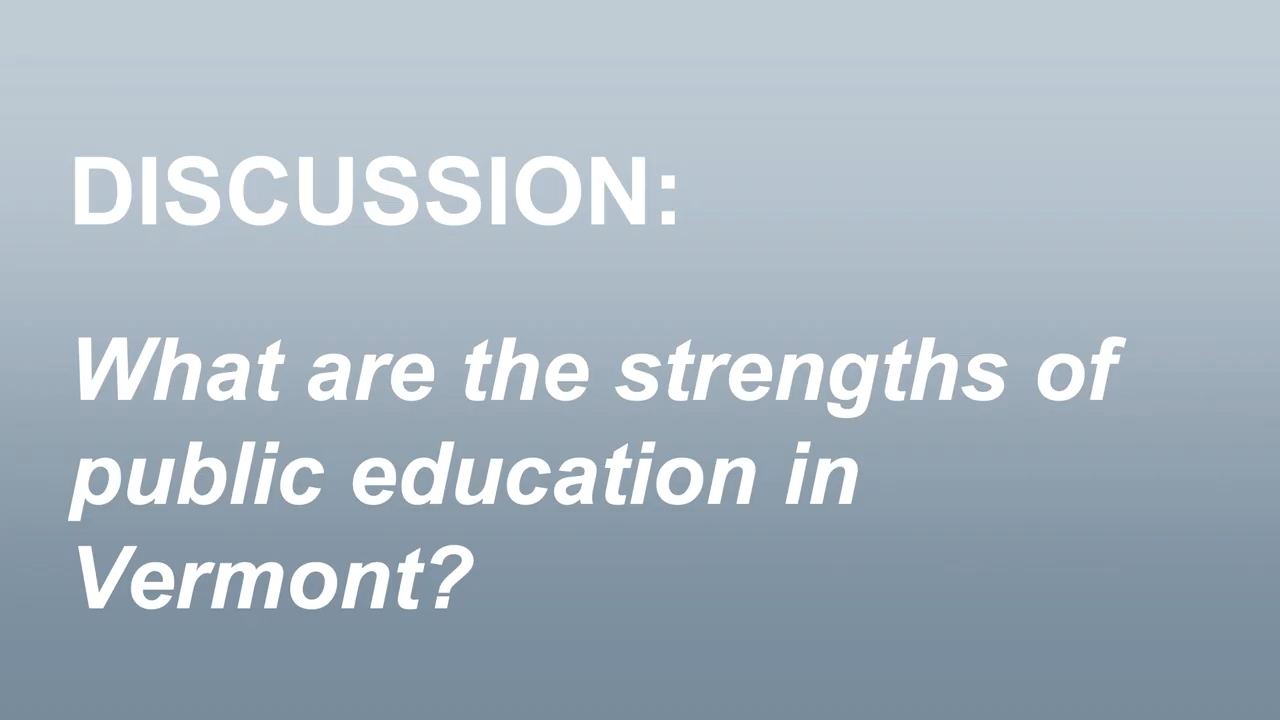 DISCUSSION:
What are the strengths of
public education in
Vermont?